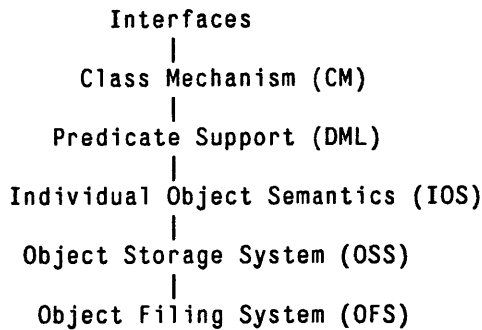 Interfaces
Class Mechanism (CM)
Predicate Support (DML)
Individual Object Semantics (IOS)
Object Storage System (OSS)
Object Filing System (OFS)